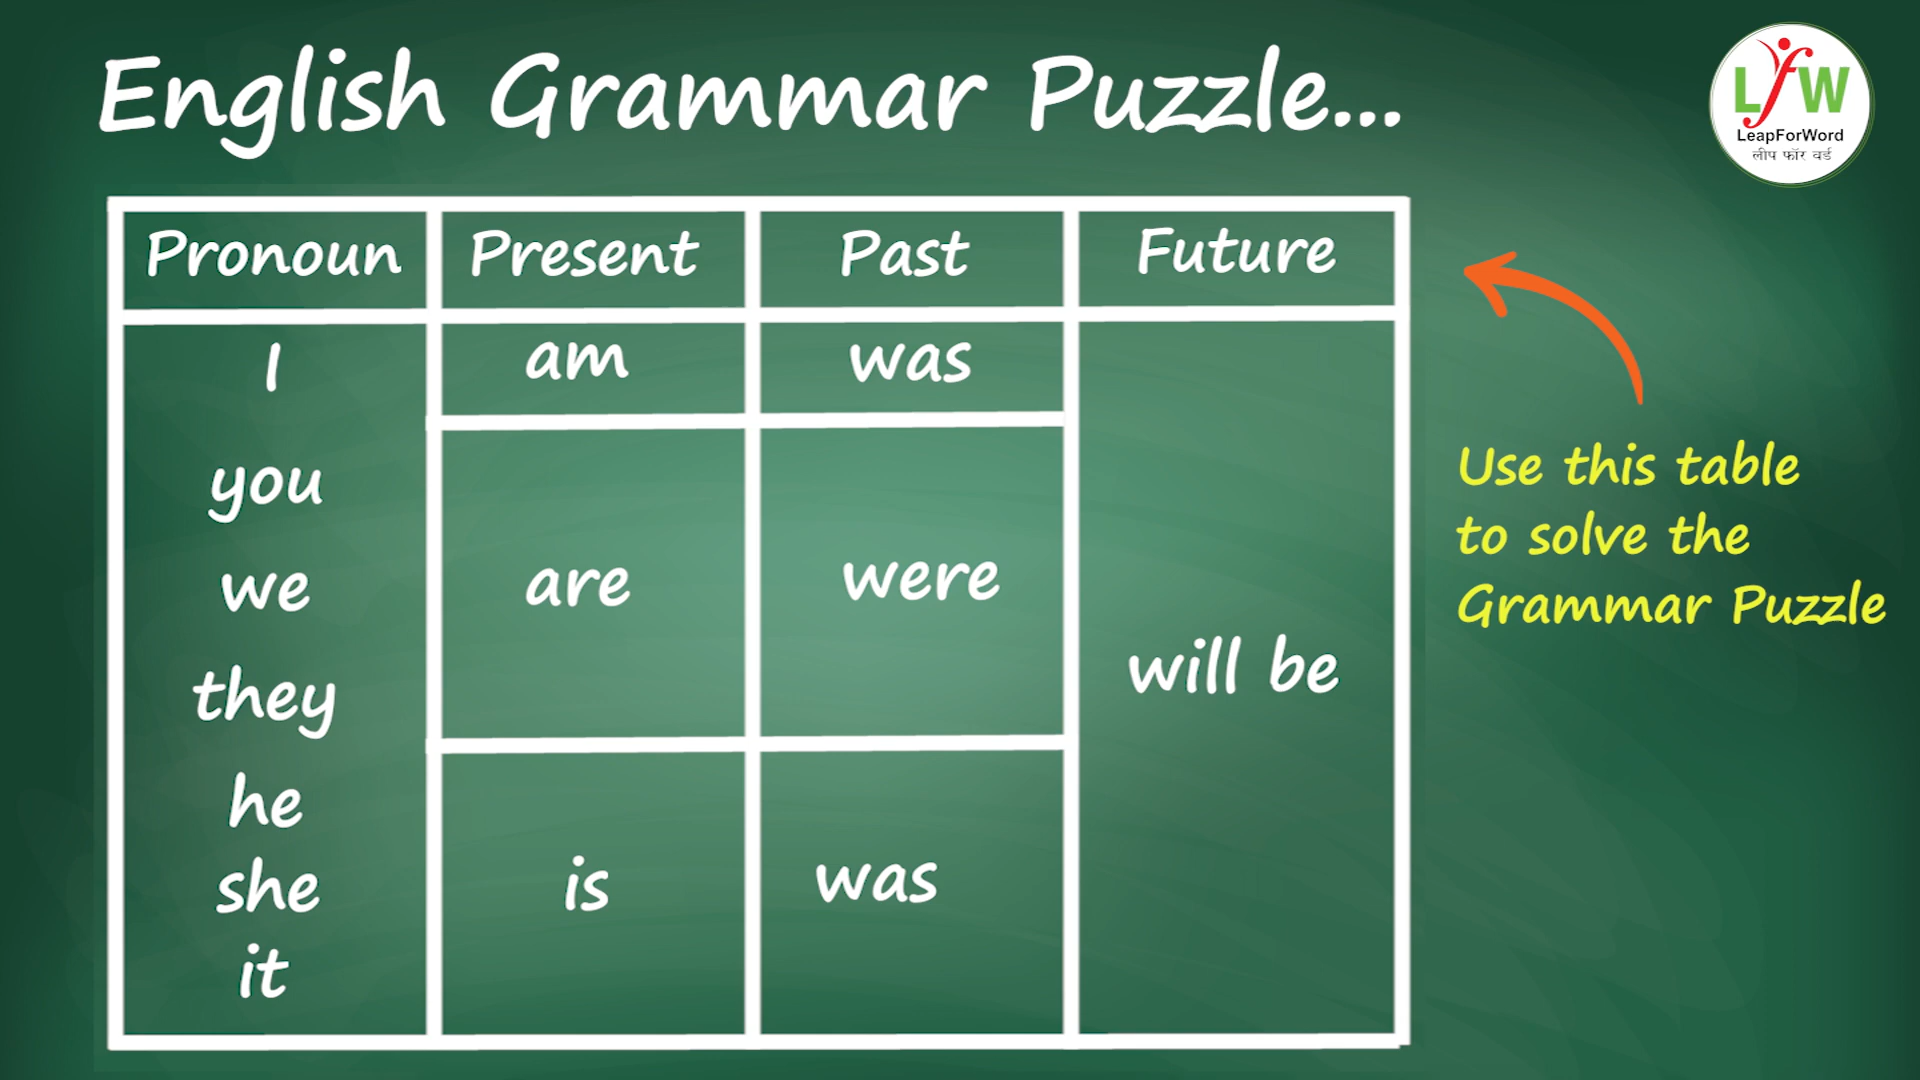 English Grammar Puzzle...
LfW
LeapForWord
लीप फॉर वर्ड
Pronoun Present Past Future
I am was
you
we are were
they will be
he
she is was
it
Use this table
to solve the
Grammar Puzzle